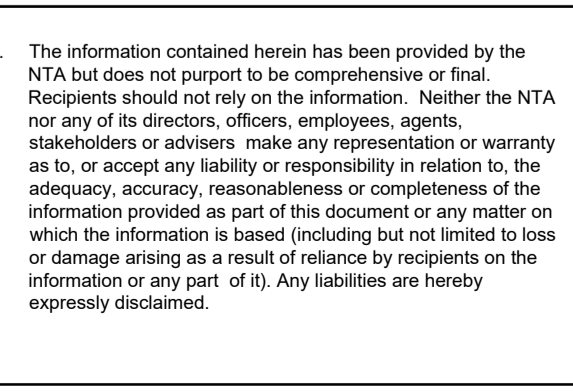 . The information contained herein has been provided by the
NTA but does not purport to be comprehensive or final.
Recipients should not rely on the information.  Neither the NTA
nor any of its directors, officers, employees, agents,
stakeholders or advisers  make any representation or warranty
as to, or accept any liability or responsibility in relation to, the
adequacy, accuracy, reasonableness or completeness of the
information provided as part of this document or any matter on
which the information is based (including but not limited to loss
or damage arising as a result of reliance by recipients on the
information or any part  of it). Any liabilities are hereby
expressly disclaimed.